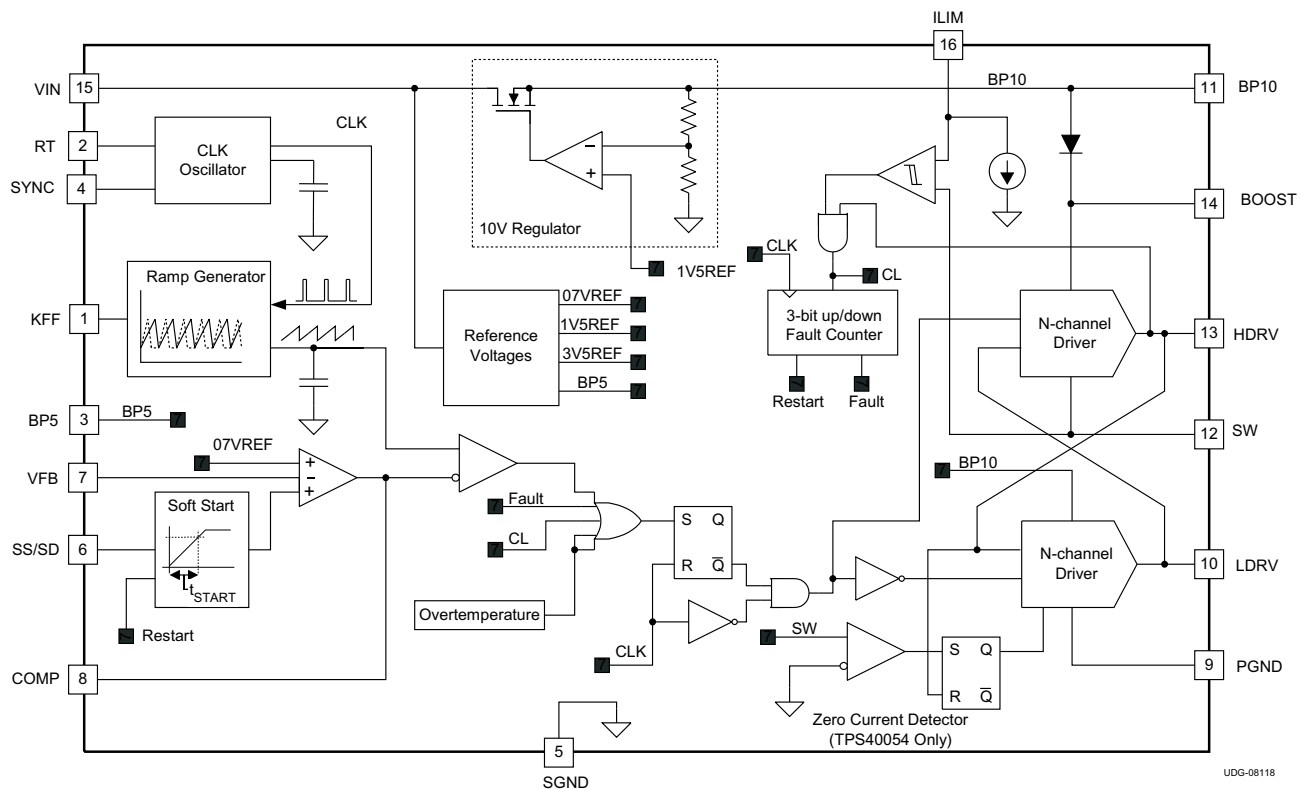 ILIM
16
VIN
15
BP10
11
BP10
RT
2
CLK
Oscillator
CLK
SYNC
4
10V Regulator
−
+
1V5REF
14
BOOST
CLK
CL
Ramp Generator
KFF
1
Reference
Voltages
07VREF
1V5REF
3V5REF
BP5
3-bit up/down
Fault Counter
Restart
Fault
N-channel
Driver
13
HDRV
BP5
3
BP5
07VREF
12
SW
VFB
7
+
−
+
BP10
Soft Start
tSTART
Fault
CL
S
Q
R
Q
SS/SD
6
N-channel
Driver
10
LDRV
Restart
Overtemperature
CLK
SW
S
Q
R
Q
9
PGND
COMP
8
Zero Current Detector
(TPS40054 Only)
5
SGND
UDG-08118